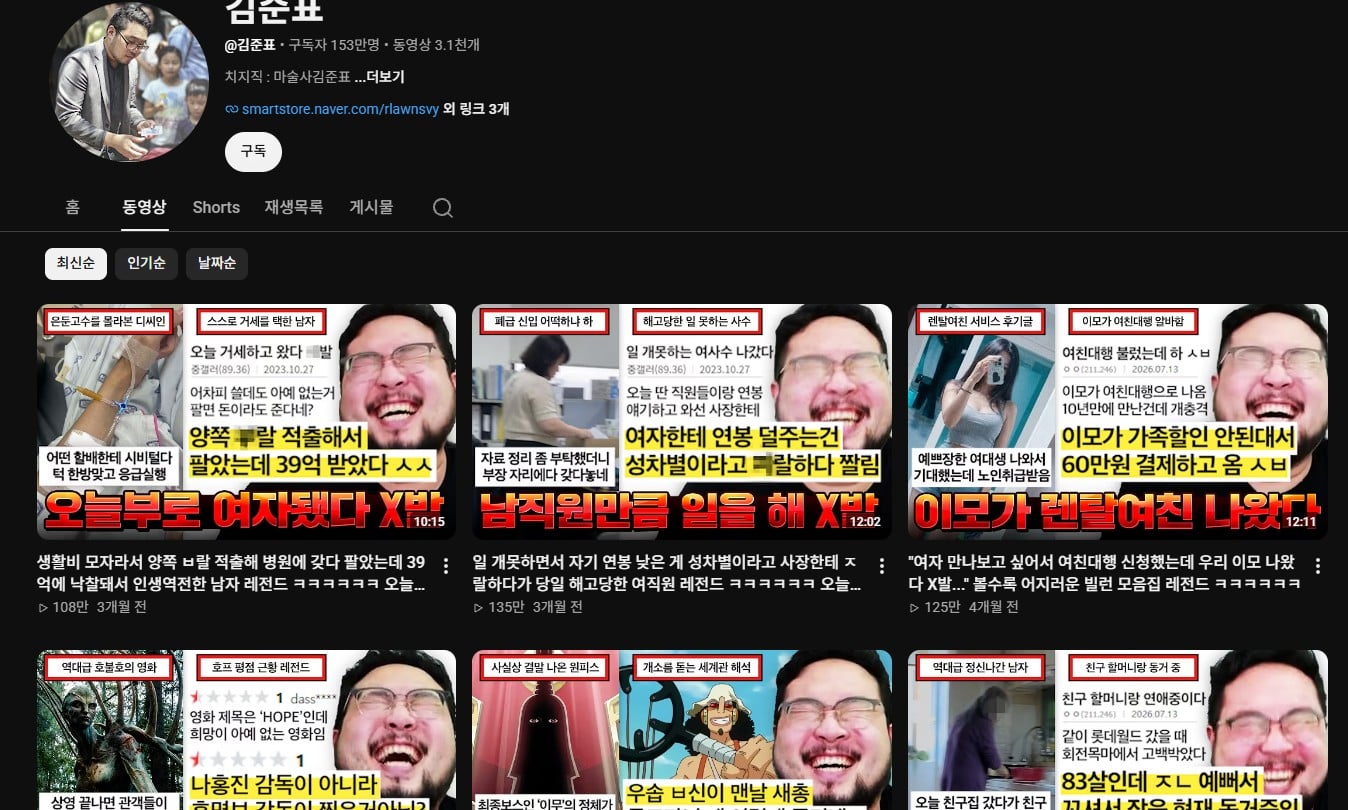 김준표
@김준표 • 구독자 153만명 • 동영상 3.1천개
치지직 : 마술사김준표 ...더보기
smartstore.naver.com/rlawnsvy 외 링크 3개
구독
홈 동영상 Shorts 재생목록 게시물
최신순 인기순 날짜순
은둔고수를 몰라본 디씨인
스스로 거세를 택한 남자
오늘 거세하고 왔다 발
중갤러(89.36) | 2023.10.27
어차피 쓸데도 아예 없는거
팔면 돈이라도 준다네?
양쪽 랄 적출해서
팔았는데 39억 받았다 ㅅㅅ
어떤 할배한테 시비털다
턱 한방맞고 응급실행
오늘부로 여자됐다 X발
10:15
폐급 신입 어떡하냐 하
해고당한 일 못하는 사수
일 개못하는 여사수 나갔다
중갤러(89.36) | 2023.10.27
오늘 딴 직원들이랑 연봉
얘기하고 와선 사장한테
여자한테 연봉 덜주는건
성차별이라고 랄하다 짤림
자료 정리 좀 부탁했더니
부장 자리에다 갖다놓네
남직원만큼 일을 해 X발
12:02
렌탈여친 서비스 후기글
이모가 여친대행 알바함
여친대행 불렀는데 하 ㅅㅂ
ㅇㅇ(211.246) | 2026.07.13
이모가 여친대행으로 나옴
10년만에 만난건데 개충격
이모가 가족할인 안된대서
60만원 결제하고 옴 ㅅㅂ
예쁘장한 여대생 나와서
기대했는데 노인취급받음
이모가 렌탈여친 나왔다
12:11
생활비 모자라서 양쪽 ㅂ랄 적출해 병원에 갖다 팔았는데 39
억에 낙찰돼서 인생역전한 남자 레전드 ㅋㅋㅋㅋㅋㅋ 오늘...
108만 3개월 전
일 개못하면서 자기 연봉 낮은 게 성차별이라고 사장한테 ㅈ
랄하다가 당일 해고당한 여직원 레전드 ㅋㅋㅋㅋㅋㅋ 오늘...
135만 3개월 전
"여자 만나보고 싶어서 여친대행 신청했는데 우리 이모 나왔
다 X발..." 볼수록 어지러운 빌런 모음집 레전드 ㅋㅋㅋㅋㅋㅋ
125만 4개월 전
역대급 호불호의 영화
호프 평점 근황 레전드
1 dass****
영화 제목은 'HOPE'인데
희망이 아예 없는 영화임
1
나홍진 감독이 아니라
상영 끝나면 관객들이
사실상 결말 나온 원피스
개소름 돋는 세계관 해석
우솝 ㅂ신이 맨날 새총
최종보스인 '이무'의 정체가
역대급 정신나간 남자
친구 할머니랑 동거 중
친구 할머니랑 연애중이다
ㅇㅇ(211.246) | 2026.07.13
같이 롯데월드 갔을 때
회전목마에서 고백박았다
83살인데 ㅈㄴ 예뻐서
오늘 친구집 갔다가 친구